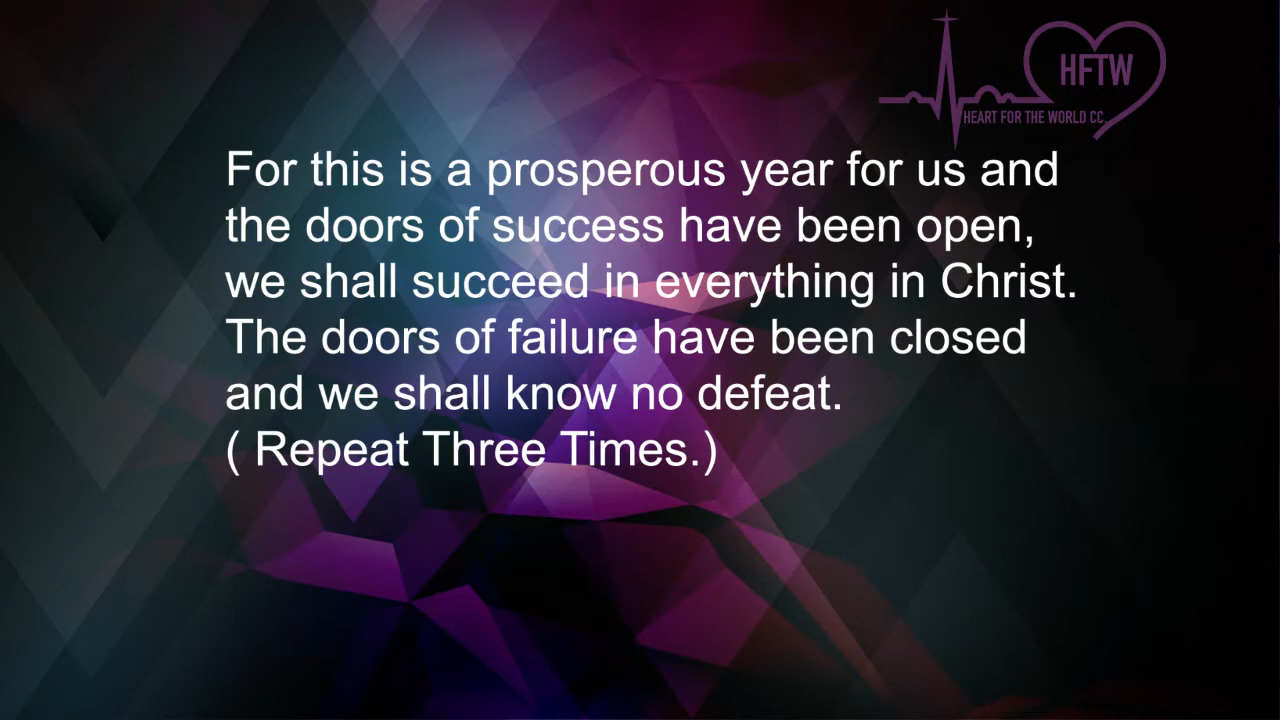 HFTW
HEART FOR THE WORLD CC.
For this is a prosperous year for us and
the doors of success have been open,
we shall succeed in everything in Christ.
The doors of failure have been closed
and we shall know no defeat.
( Repeat Three Times.)